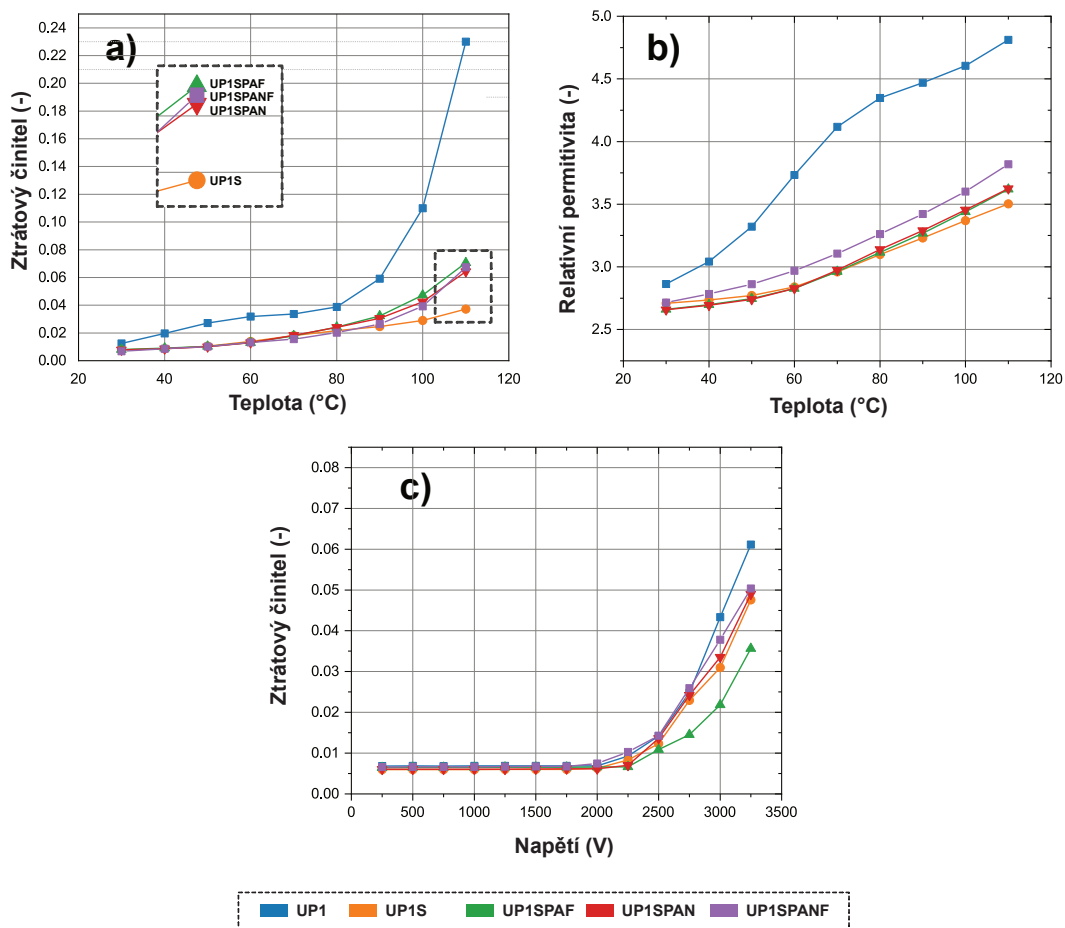 a)
Ztrátový činitel (-)
0.24
0.22
0.20
0.18
0.16
0.14
0.12
0.10
0.08
0.06
0.04
0.02
0.00
UP1SPAF
UP1SPANF
UP1SPAN
UP1S
20 40 60 80 100 120
Teplota (°C)
b)
Relativní permitivita (-)
5.0
4.5
4.0
3.5
3.0
2.5
20 40 60 80 100 120
Teplota (°C)
c)
Ztrátový činitel (-)
0.08
0.07
0.06
0.05
0.04
0.03
0.02
0.01
0.00
0 500 1000 1500 2000 2500 3000 3500
Napětí (V)
UP1 UP1S UP1SPAF UP1SPAN UP1SPANF